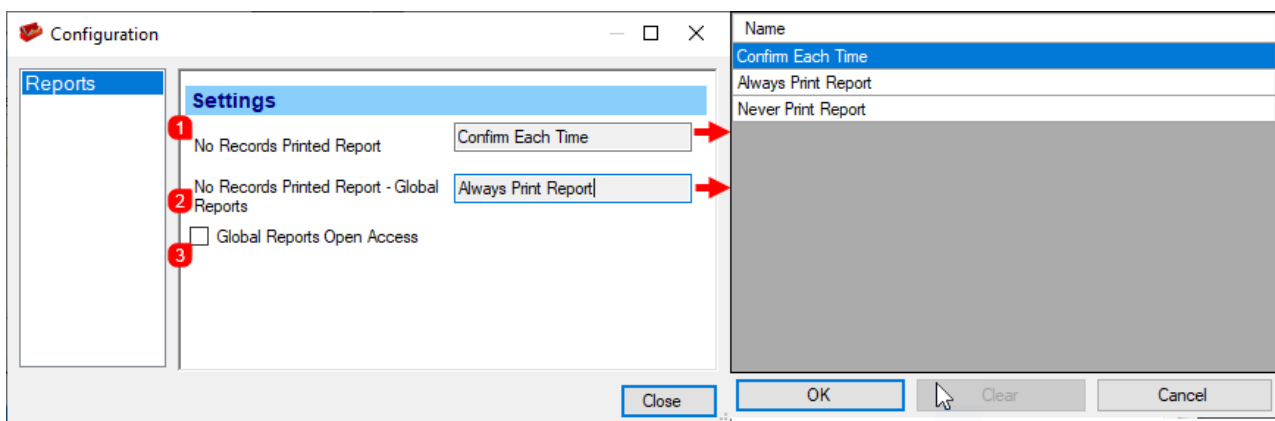 Configuration
Reports
Settings
1
No Records Printed Report
Confirm Each Time
2
No Records Printed Report - Global
Reports
Always Print Report
3
Global Reports Open Access
Close
Name
Confirm Each Time
Always Print Report
Never Print Report
OK
Clear
Cancel